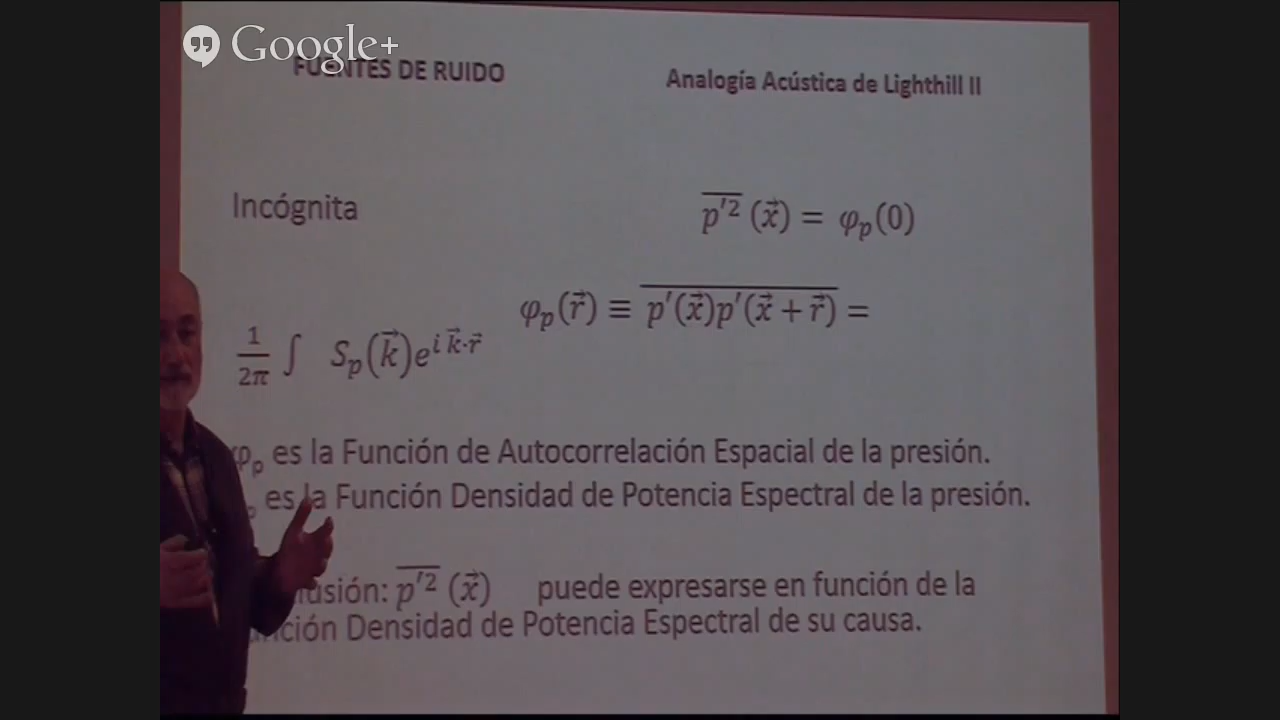 Google+
FUENTES DE RUIDO
Analogía Acústica de Lighthill II
Incógnita
$\overline{p'^2}(\vec{x}) = \varphi_p(0)$
$\varphi_p(\vec{r}) \equiv \overline{p'(\vec{x})p'(\vec{x}+\vec{r})} =$
$\frac{1}{2\pi} \int S_p(\vec{k})e^{i\vec{k}\cdot\vec{r}}$
φp es la Función de Autocorrelación Espacial de la presión.
es la Función Densidad de Potencia Espectral de la presión.
$\overline{p'^2}(\vec{x})$ puede expresarse en función de la
Densidad de Potencia Espectral de su causa.